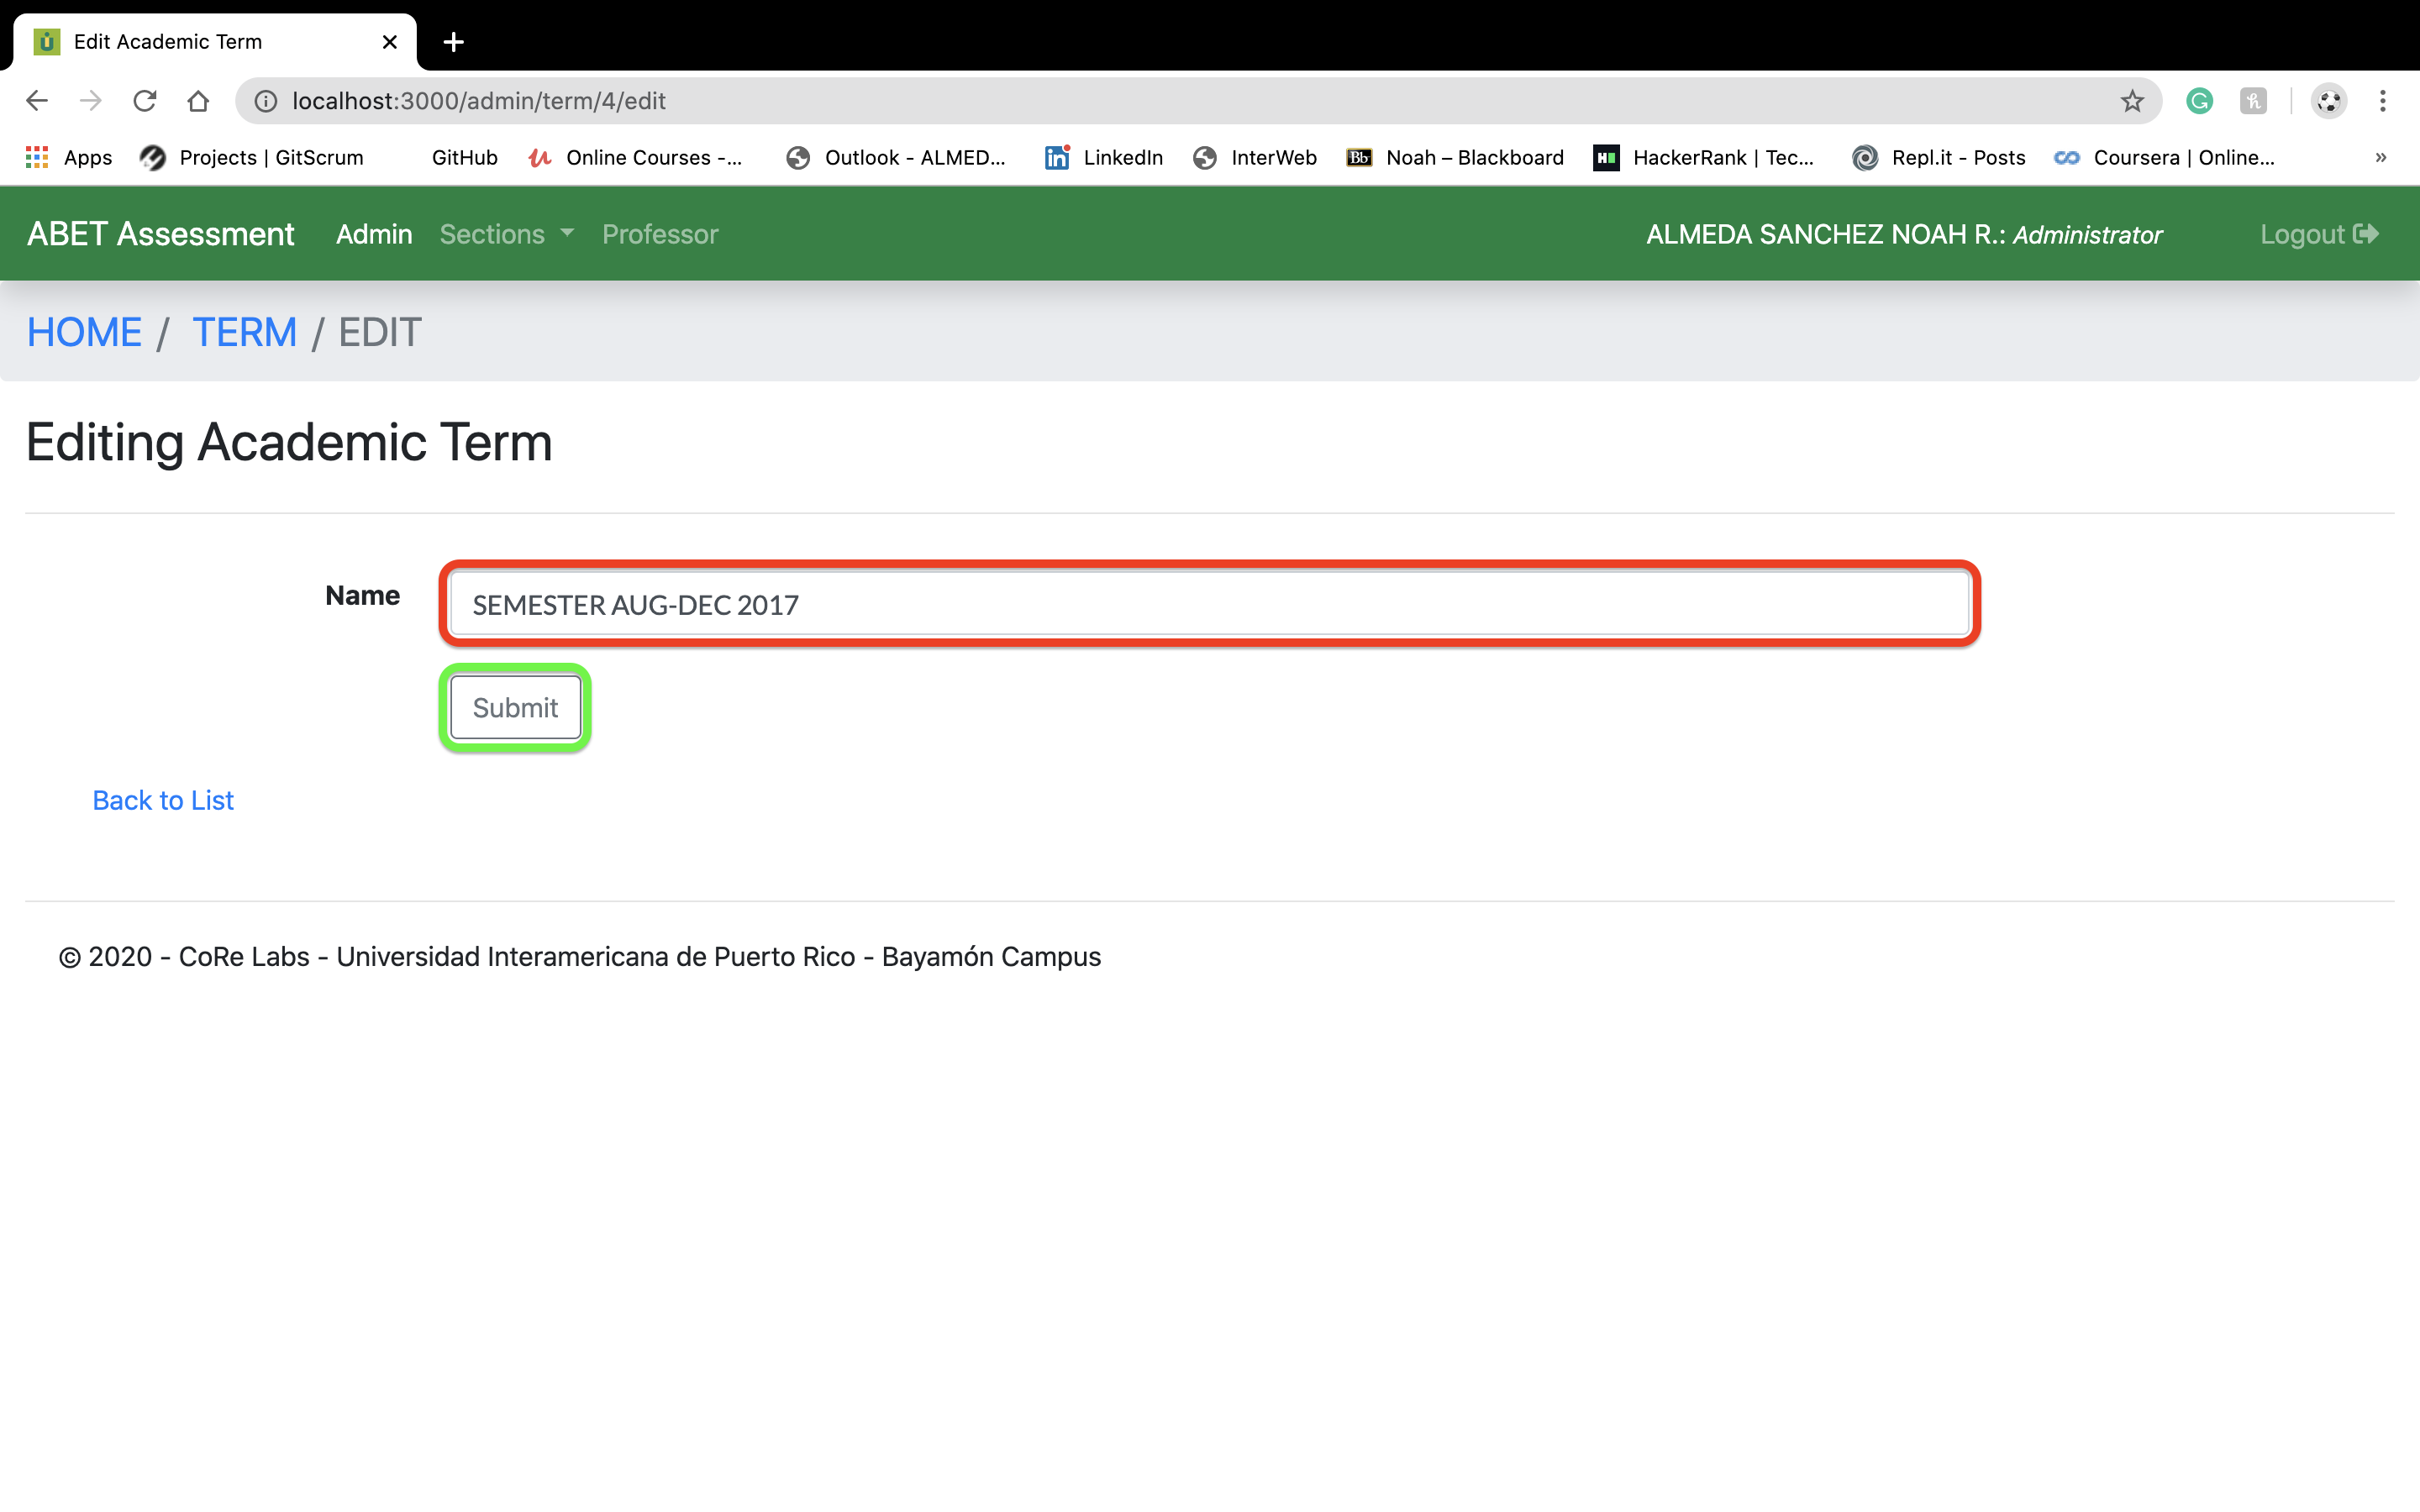 Edit Academic Term
localhost:3000/admin/term/4/edit
Apps Projects | GitScrum GitHub Online Courses -... Outlook - ALMED... LinkedIn InterWeb Bb Noah – Blackboard HackerRank | Tec... Repl.it - Posts Coursera | Online... »
ABET Assessment Admin Sections Professor ALMEDA SANCHEZ NOAH R.: Administrator Logout
HOME / TERM / EDIT
Editing Academic Term
Name SEMESTER AUG-DEC 2017
Submit
Back to List
© 2020 - CoRe Labs - Universidad Interamericana de Puerto Rico - Bayamón Campus